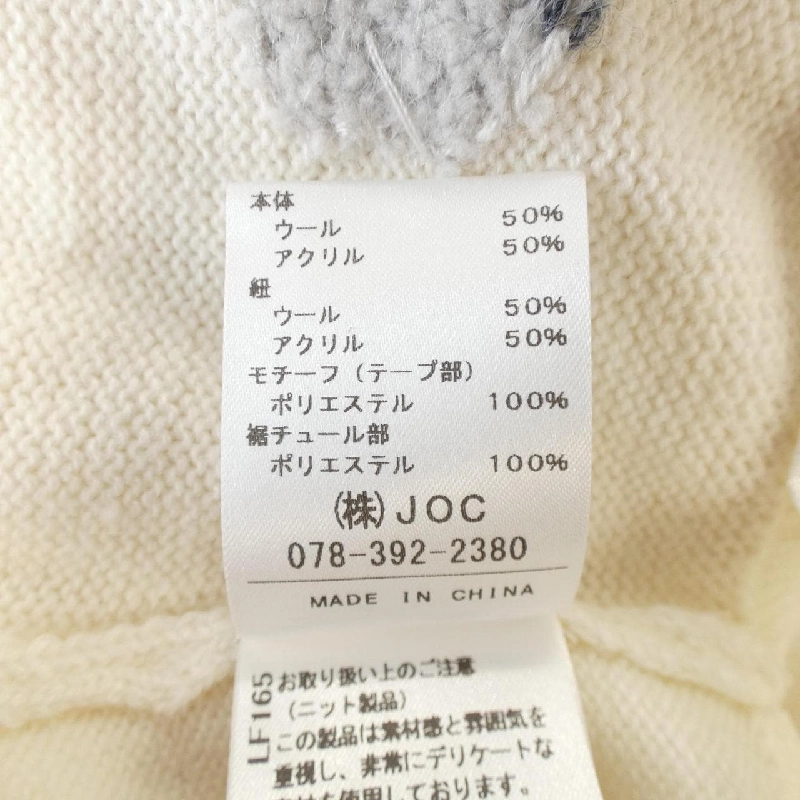 本体
ウール 50%
アクリル 50%
紐
ウール 50%
アクリル 50%
モチーフ（テープ部）
ポリエステル 100%
裾チュール部
ポリエステル 100%
(株)JOC
078-392-2380
MADE IN CHINA
LF165
お取り扱い上のご注意
（ニット製品）
この製品は素材感と雰囲気を
重視し、非常にデリケートな
を使用しております。